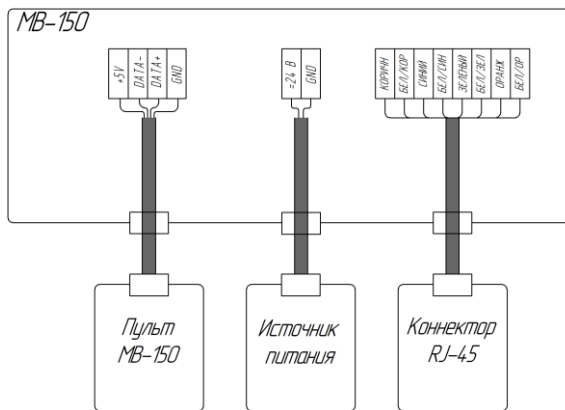 МВ-150
+5V
DATA-
DATA+
GND
=24 В
GND
КОРИЧН
БЕЛ/КОР
СИНИЙ
БЕЛ/СИН
ЗЕЛЕНЫЙ
БЕЛ/ЗЕЛ
ОРАНЖ
БЕЛ/ОР
Пульт
МВ-150
Источник
питания
Коннектор
RJ-45